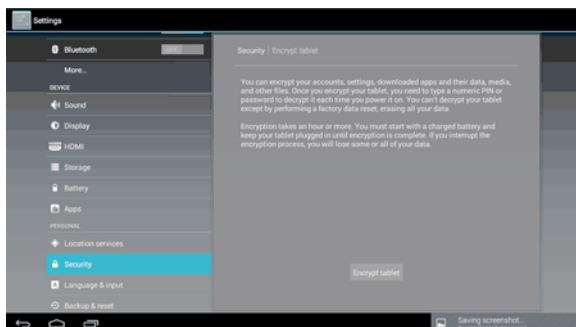 Settings
Bluetooth
OFF
More...
DEVICE
Sound
Display
HDMI
Storage
Battery
Apps
PERSONAL
Location services
Security
Language & input
Backup & reset
Security | Encrypt tablet
You can encrypt your accounts, settings, downloaded apps and their data, media,
and other files. Once you encrypt your tablet, you need to type a numeric PIN or
password to decrypt it each time you power it on. You can't decrypt your tablet
except by performing a factory data reset, erasing all your data.
Encryption takes an hour or more. You must start with a charged battery and
keep your tablet plugged in until encryption is complete. If you interrupt the
encryption process, you will lose some or all of your data.
Encrypt tablet
Saving screenshot...